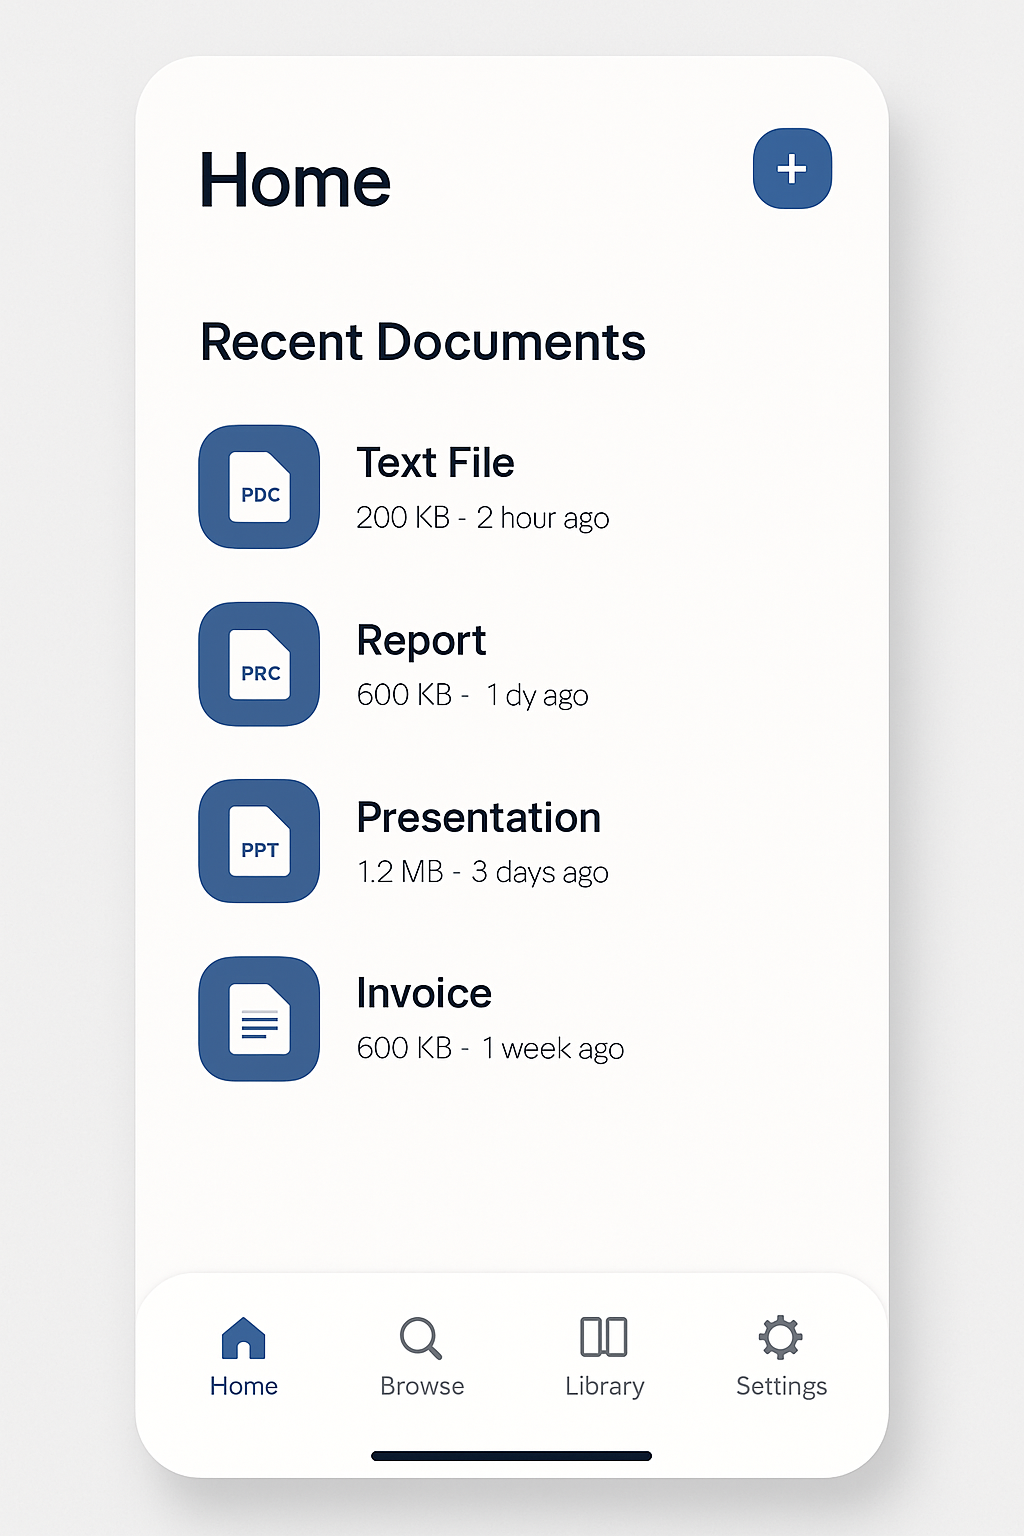 Home
+
Recent Documents
PDC
Text File
200 KB - 2 hour ago
PRC
Report
600 KB - 1 dy ago
PPT
Presentation
1.2 MB - 3 days ago
Invoice
600 KB - 1 week ago
Home
Browse
Library
Settings